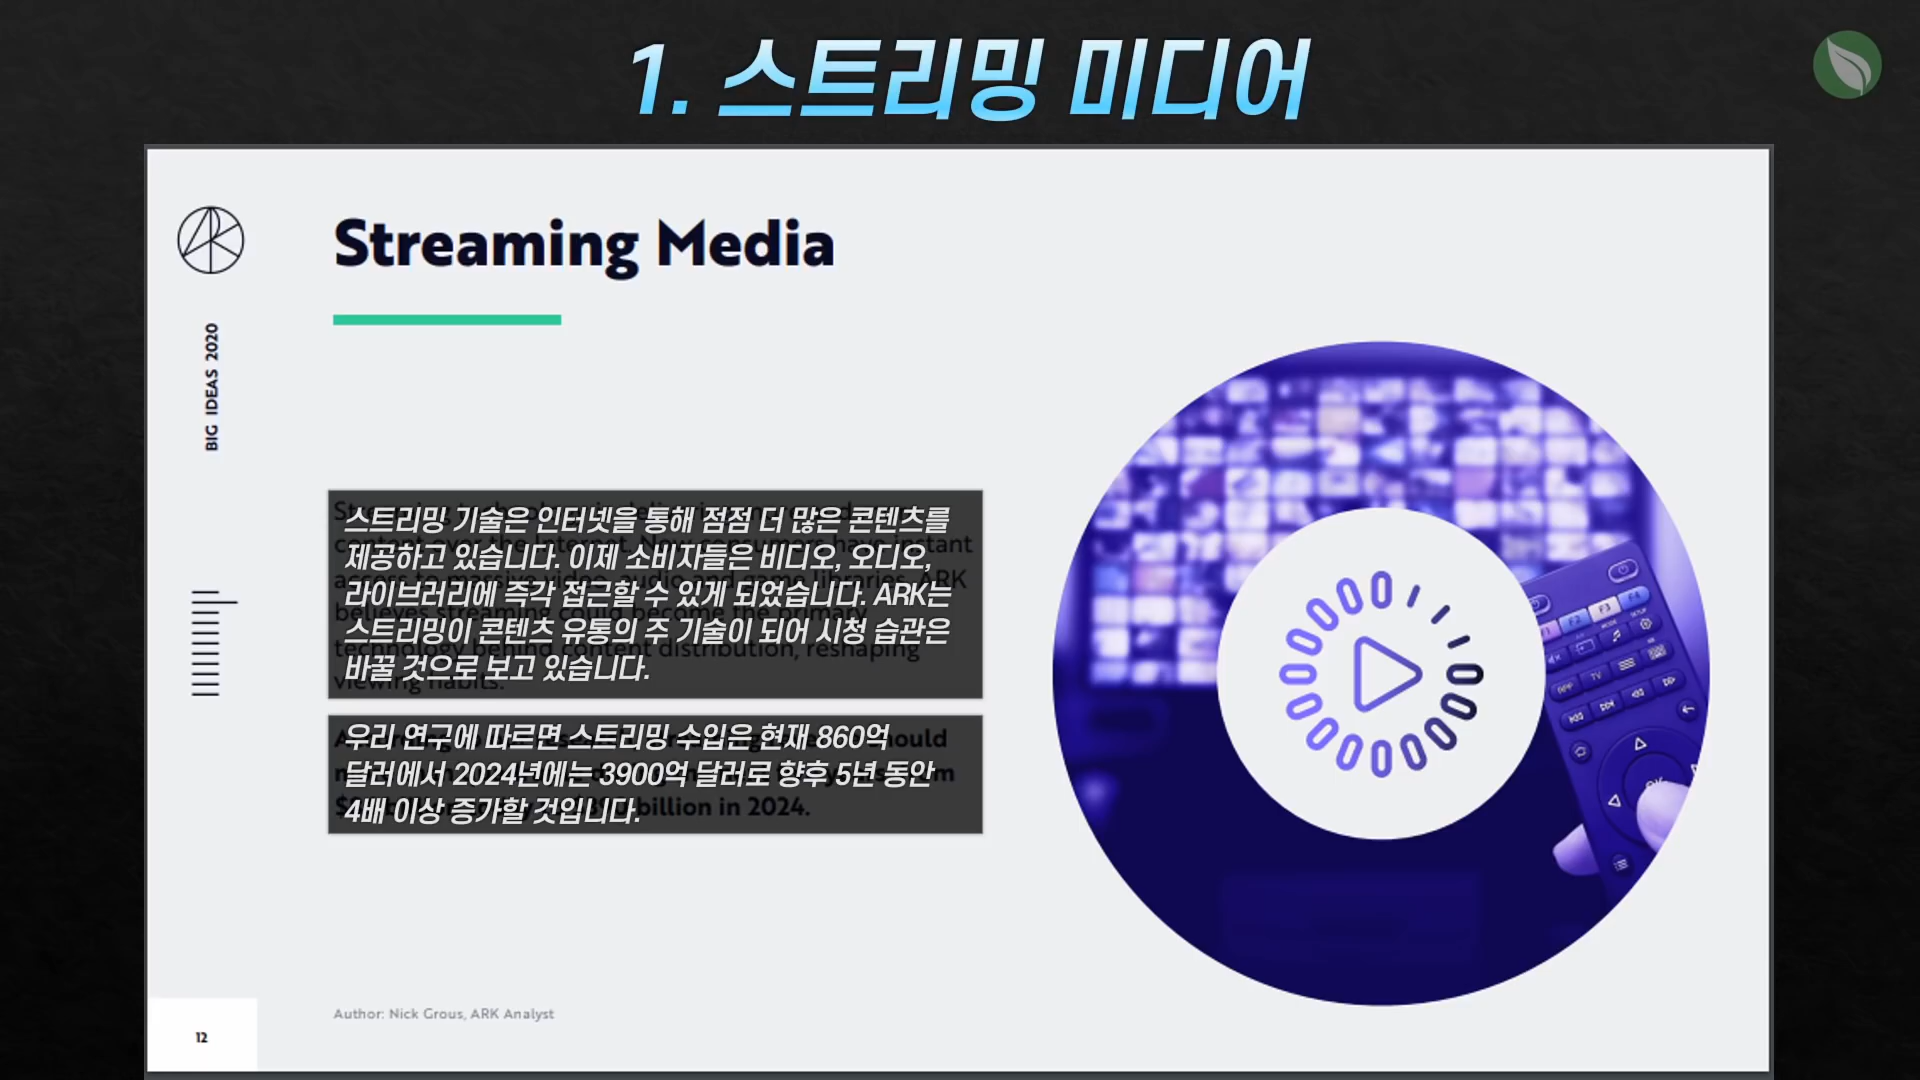 1. 스트리밍 미디어
Streaming Media
BIG IDEAS 2020
스트리밍 기술은 인터넷을 통해 점점 더 많은 콘텐츠를
제공하고 있습니다. 이제 소비자들은 비디오, 오디오,
라이브러리에 즉각 접근할 수 있게 되었습니다. ARK는
스트리밍이 콘텐츠 유통의 주 기술이 되어 시청 습관은
바꿀 것으로 보고 있습니다.
우리 연구에 따르면 스트리밍 수입은 현재 860억
달러에서 2024년에는 3900억 달러로 향후 5년 동안
4배 이상 증가할 것입니다.
billion in 2024.
Author: Nick Grous, ARK Analyst
12